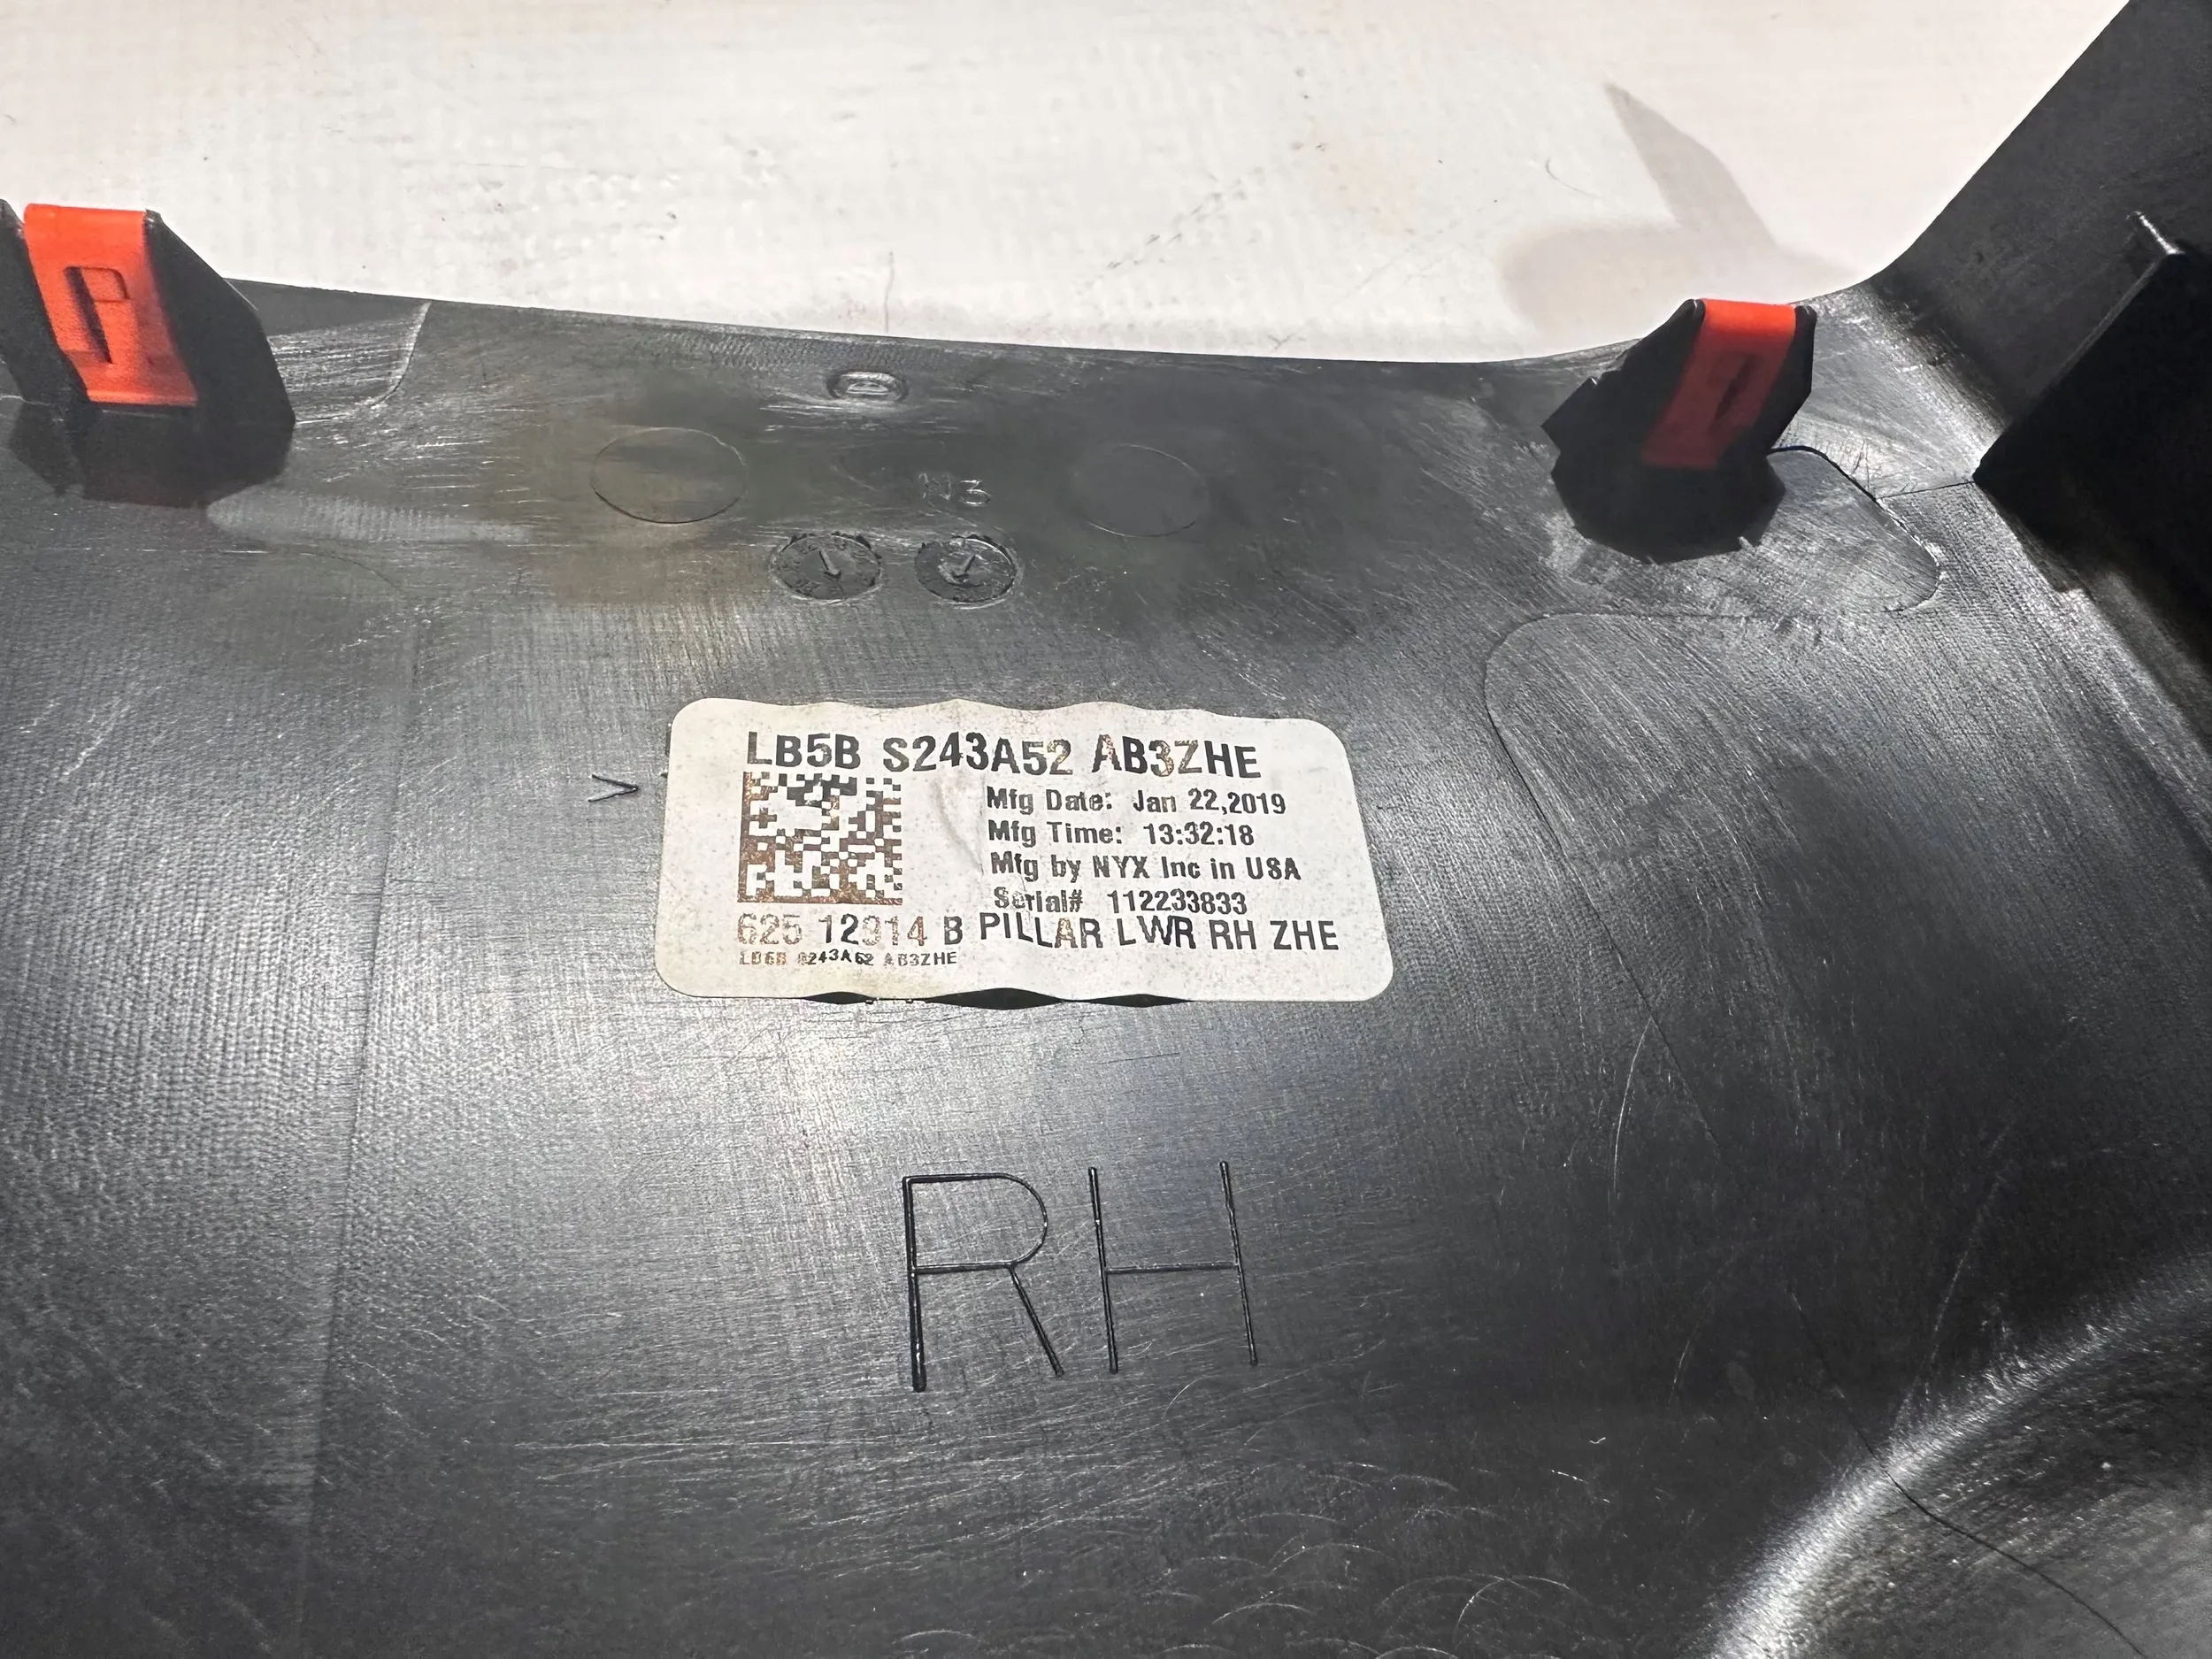 N3
LB5B S243A52 AB3ZHE
Mfg Date: Jan 22,2019
Mfg Time: 13:32:18
Mfg by NYX Inc in USA
Serial# 112233833
625 12914 B PILLAR LWR RH ZHE
LB5B S243A52 AB3ZHE
>
RH